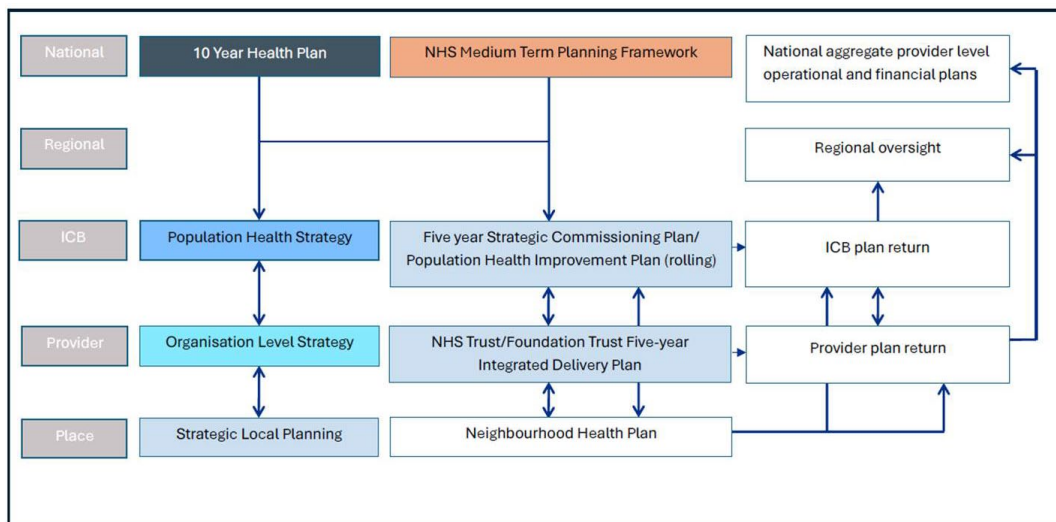 National
10 Year Health Plan
NHS Medium Term Planning Framework
National aggregate provider level
operational and financial plans
Regional
Regional oversight
ICB
Population Health Strategy
Five year Strategic Commissioning Plan/
Population Health Improvement Plan (rolling)
ICB plan return
Provider
Organisation Level Strategy
NHS Trust/Foundation Trust Five-year
Integrated Delivery Plan
Provider plan return
Place
Strategic Local Planning
Neighbourhood Health Plan